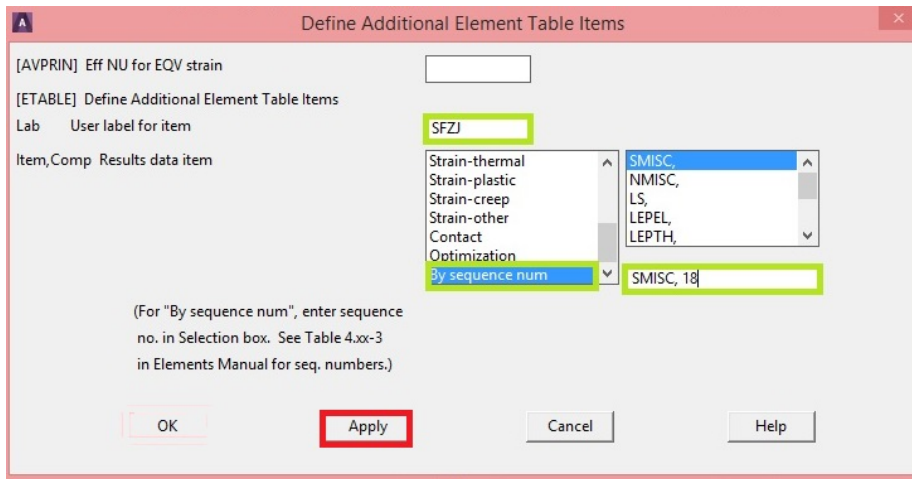 Define Additional Element Table Items
[AVPRIN] Eff NU for EQV strain
[ETABLE] Define Additional Element Table Items
Lab User label for item
SFZJ
Item,Comp Results data item
Strain-thermal
Strain-plastic
Strain-creep
Strain-other
Contact
Optimization
By sequence num
SMISC,
NMISC,
LS,
LEPEL,
LEPTH,
SMISC, 18
(For "By sequence num", enter sequence
no. in Selection box. See Table 4.xx-3
in Elements Manual for seq. numbers.)
OK
Apply
Cancel
Help